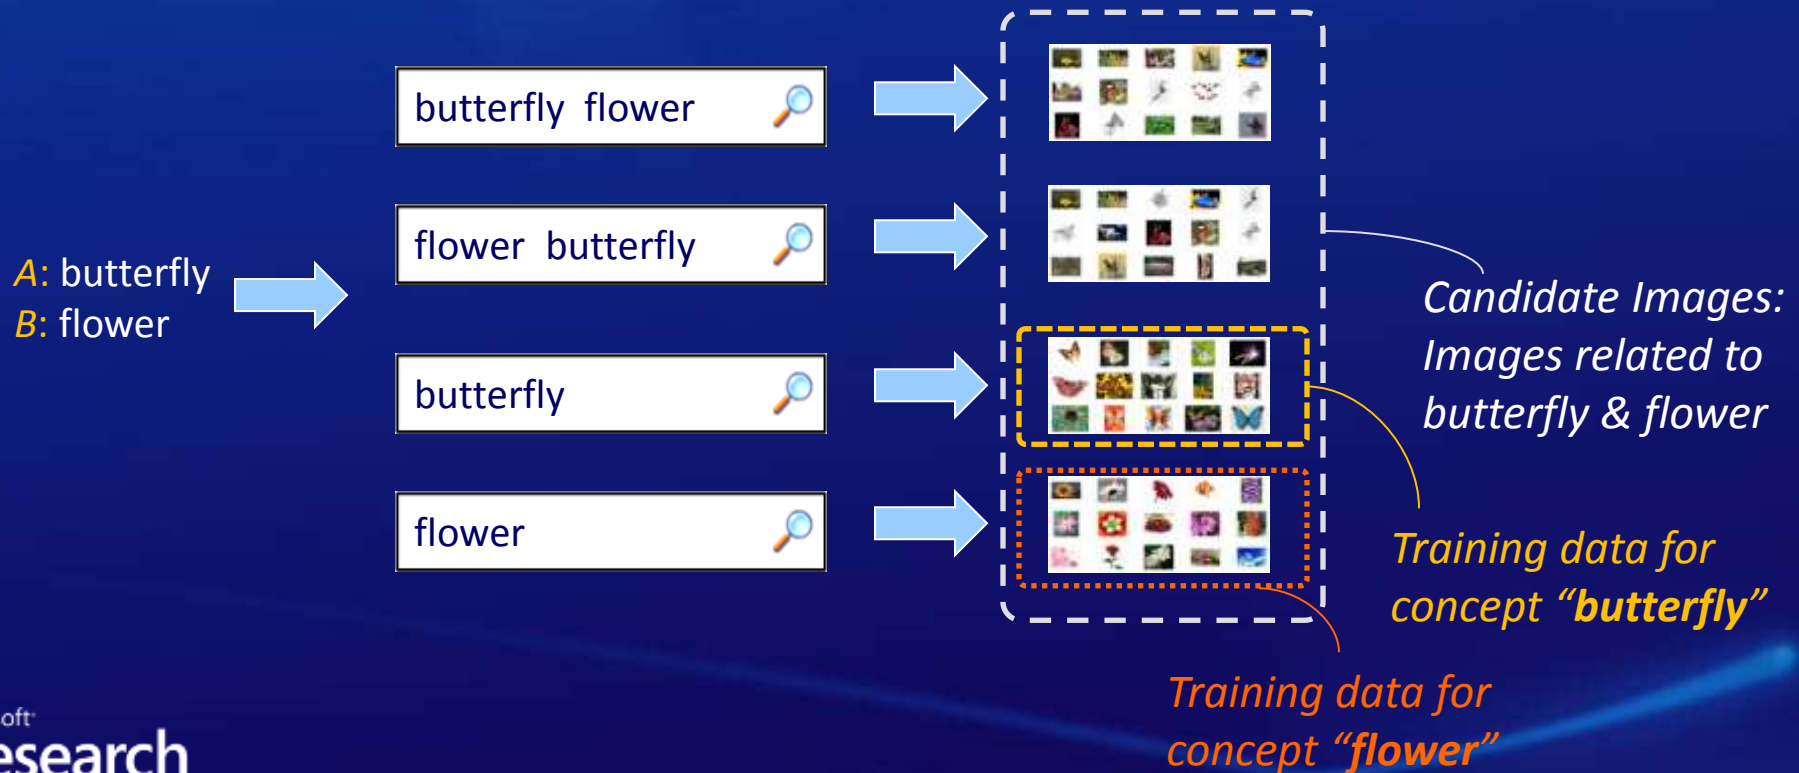 butterfly flower
flower butterfly
A: butterfly
B: flower
butterfly
flower
Candidate Images:
Images related to
butterfly & flower
Training data for
concept “butterfly”
Training data for
concept “flower”
soft
esearch